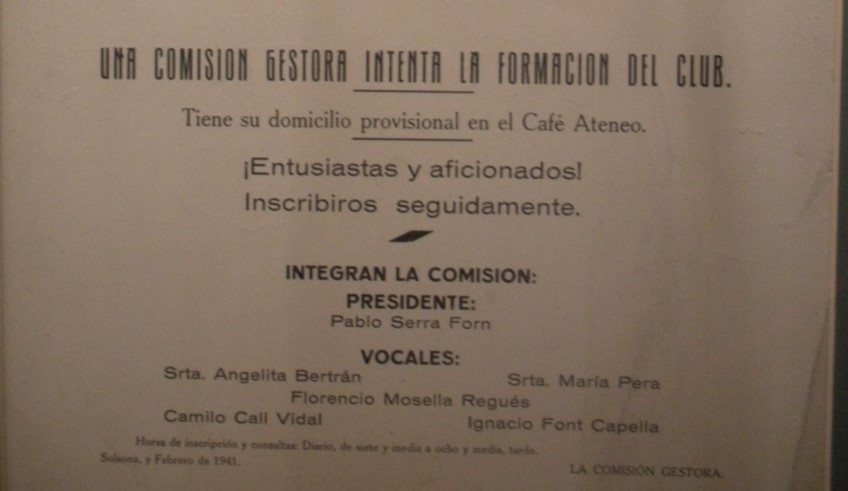 UNA COMISION GESTORA INTENTA LA FORMACION DEL CLUB.
Tiene su domicilio provisional en el Café Ateneo.
¡Entusiastas y aficionados!
Inscribiros seguidamente.
INTEGRAN LA COMISION:
PRESIDENTE:
Pablo Serra Forn
VOCALES:
Srta. Angelita Bertrán Srta. María Pera
Florencio Mosella Regués
Camilo Call Vidal Ignacio Font Capella
Horas de inscripción y consultas: Diario, de siete y media a ocho y media, tarde.
Solsona, y Febrero de 1941.
LA COMISIÓN GESTORA.